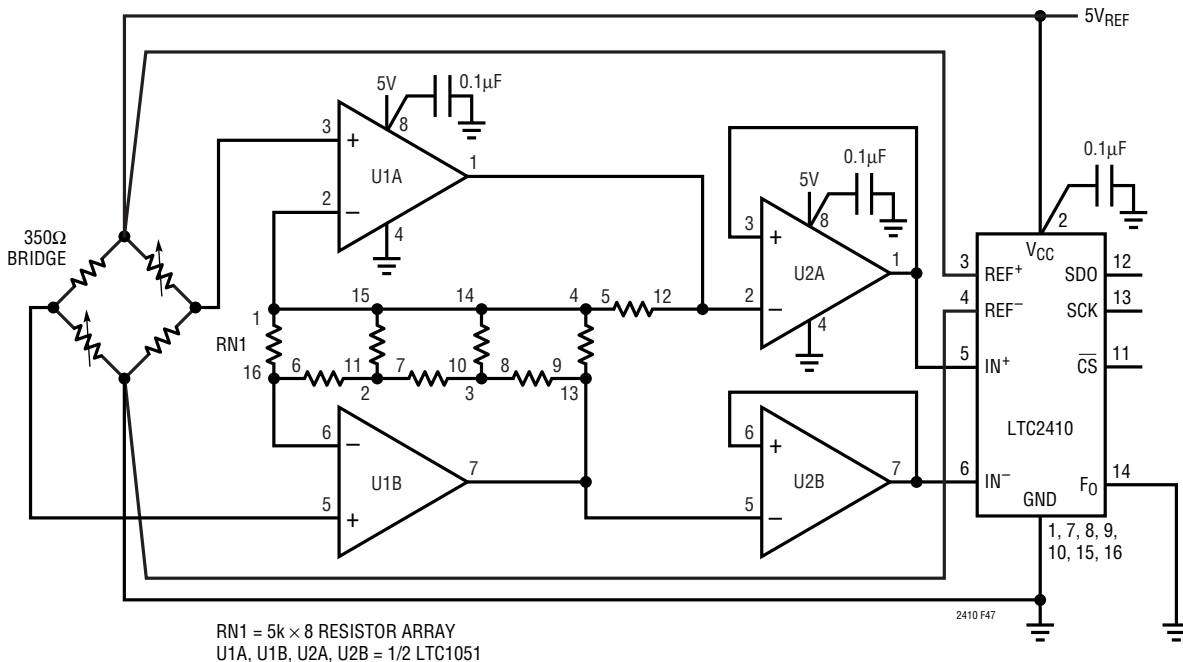 5VREF
5V
0.1µF
8
3
+
U1A
1
2
–
4
5V
0.1µF
8
3
+
U2A
1
2
–
4
0.1µF
2
350Ω
BRIDGE
VCC
3
REF+
SDO
12
4
REF–
SCK
13
5
IN+
CS
11
LTC2410
6
IN–
FO
14
GND
1, 7, 8, 9,
10, 15, 16
1
15
14
4
5
12
RN1
16
6
11
2
7
10
3
8
9
13
6
–
U1B
7
5
+
6
+
U2B
7
5
–
2410 F47
RN1 = 5k × 8 RESISTOR ARRAY
U1A, U1B, U2A, U2B = 1/2 LTC1051